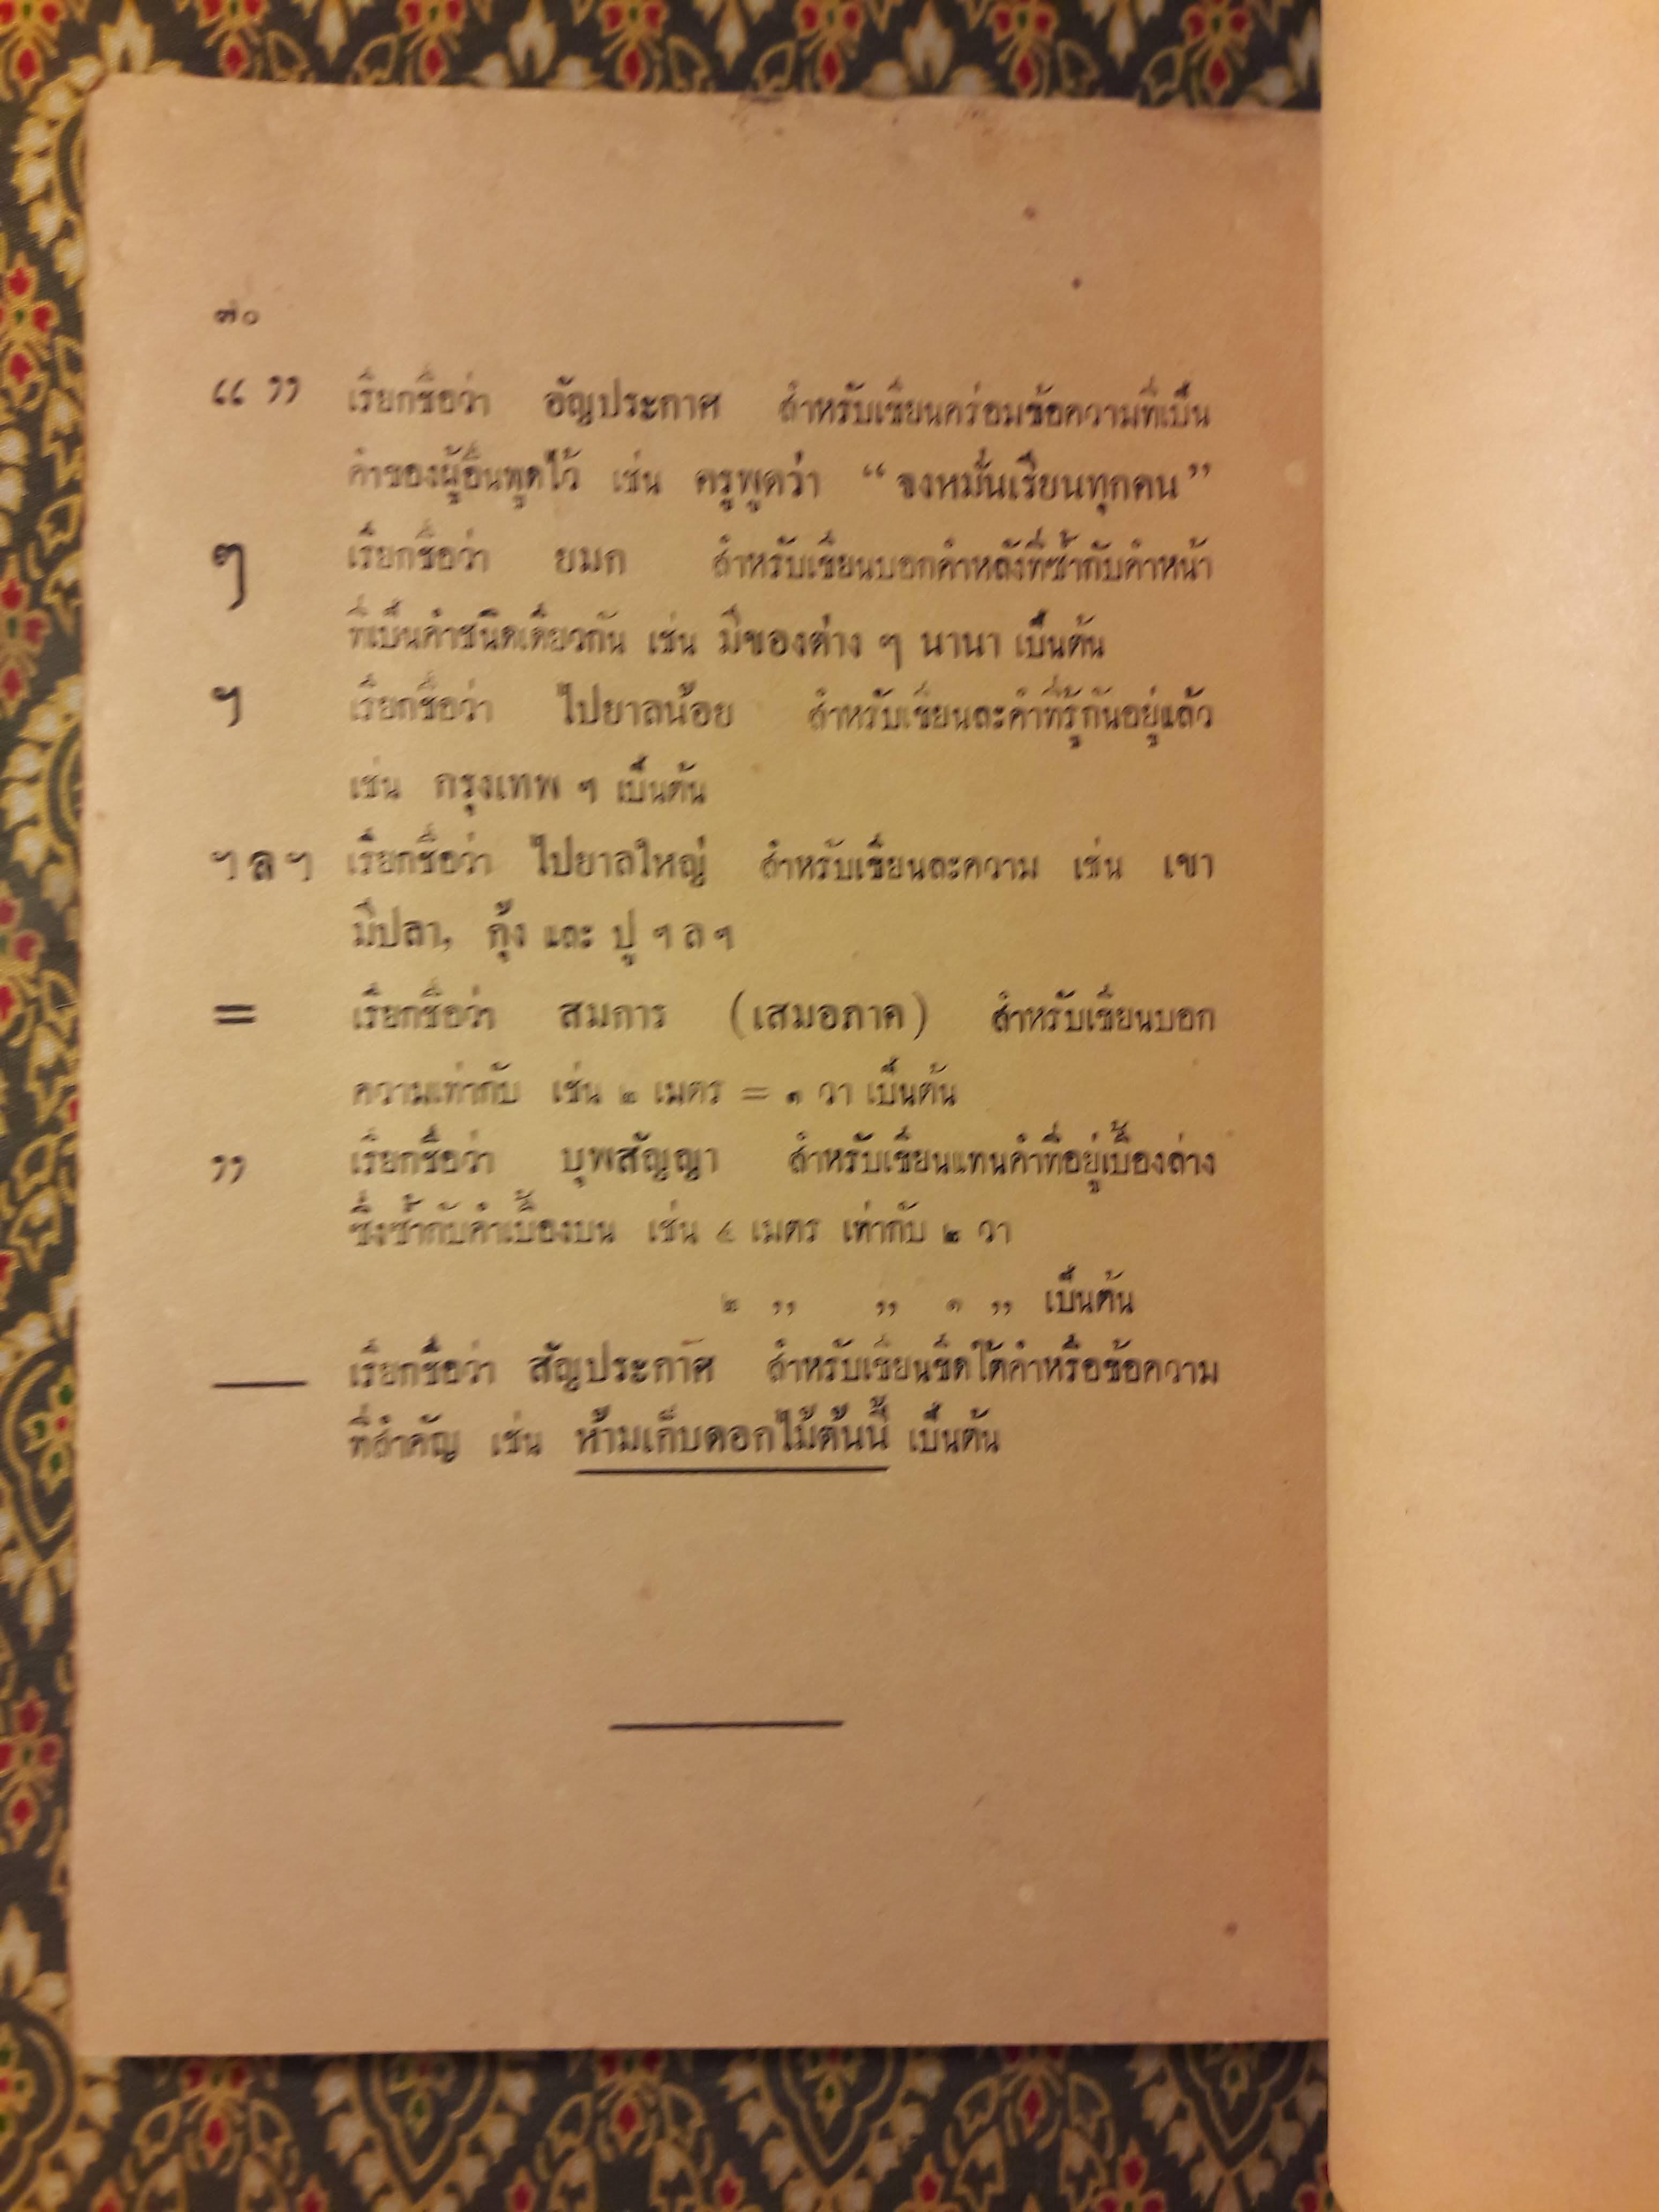 ๗๐
“ ” เรียกชื่อว่า อัญประกาศ สำหรับเขียนคร่อมข้อความที่เป็น
คำของผู้อื่นพูดไว้ เช่น ครูพูดว่า “จงหมั่นเรียนทุกคน”
ๆ เรียกชื่อว่า ยมก สำหรับเขียนบอกคำหลังที่ซ้ำกับคำหน้า
ที่เป็นคำชนิดเดียวกัน เช่น มีของต่าง ๆ นานา เป็นต้น
ฯ เรียกชื่อว่า ไปยาลน้อย สำหรับเขียนละคำที่รู้กันอยู่แล้ว
เช่น กรุงเทพ ฯ เป็นต้น
ฯ ล ฯ เรียกชื่อว่า ไปยาลใหญ่ สำหรับเขียนละความ เช่น เขา
มีปลา, กุ้ง และ ปู ฯ ล ฯ
= เรียกชื่อว่า สมการ (เสมอภาค) สำหรับเขียนบอก
ความเท่ากับ เช่น ๒ เมตร = ๑ วา เป็นต้น
” เรียกชื่อว่า บุพสัญญา สำหรับเขียนแทนคำที่อยู่เบื้องล่าง
ซึ่งซ้ำกับคำเบื้องบน เช่น ๔ เมตร เท่ากับ ๒ วา
๒ ” ” ๑ ” เป็นต้น
— เรียกชื่อว่า สัญประกาศ สำหรับเขียนขีดใต้คำหรือข้อความ
ที่สำคัญ เช่น ห้ามเก็บดอกไม้ต้นนี้ เป็นต้น